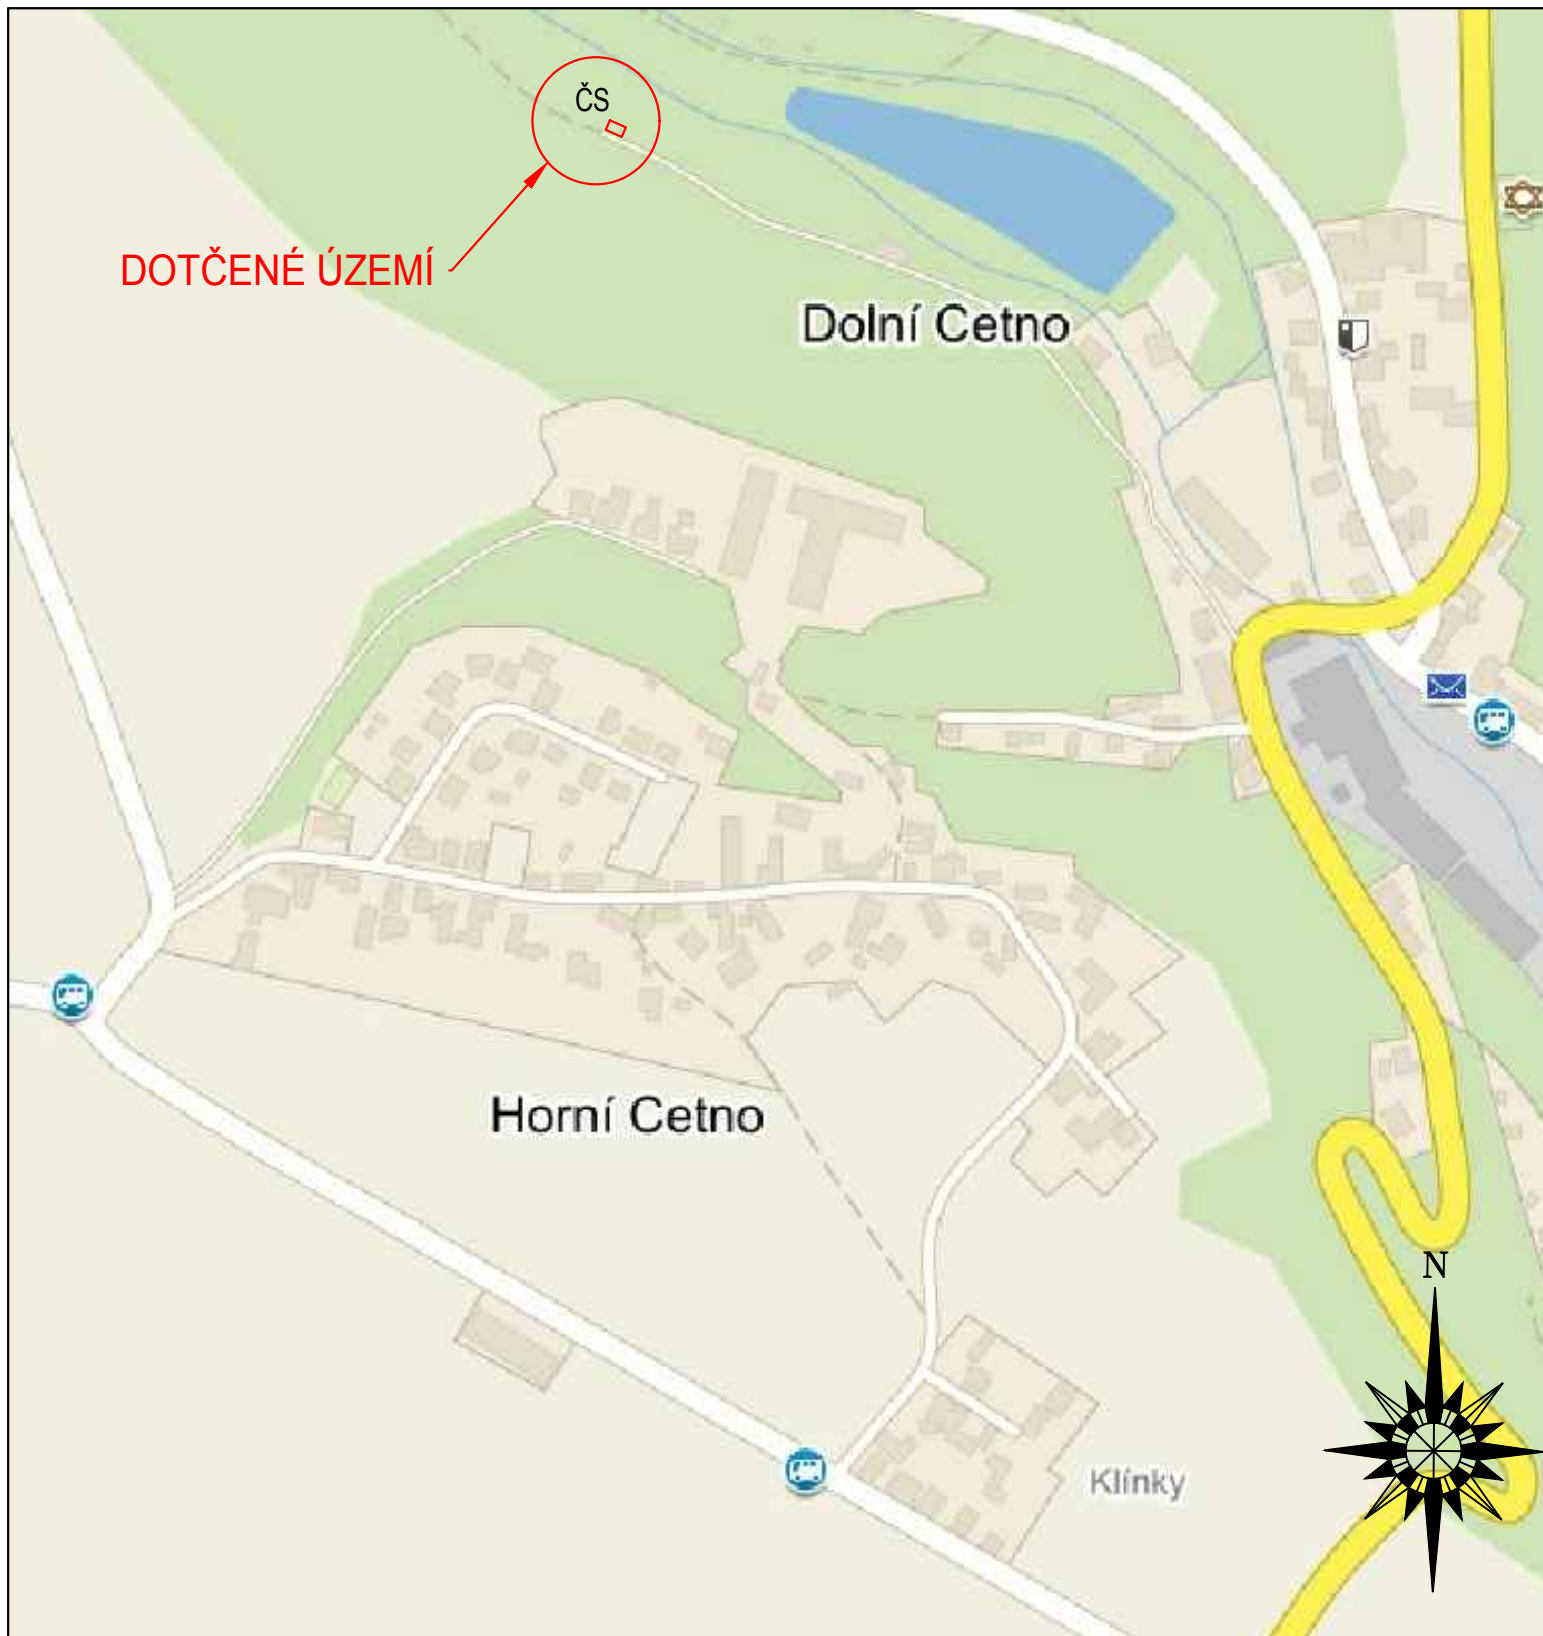 ČS
DOTČENÉ ÚZEMÍ
Dolní Cetno
Horní Cetno
N
Klínky